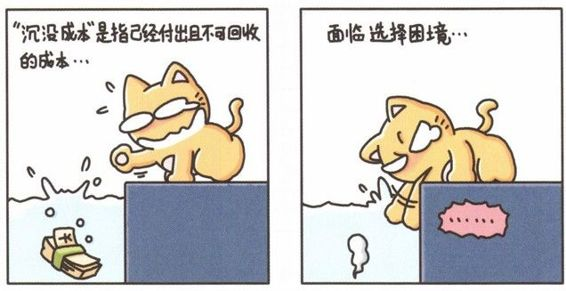 “沉没成本”是指已经付出且不可回收
的成本…
面临选择困境…
……